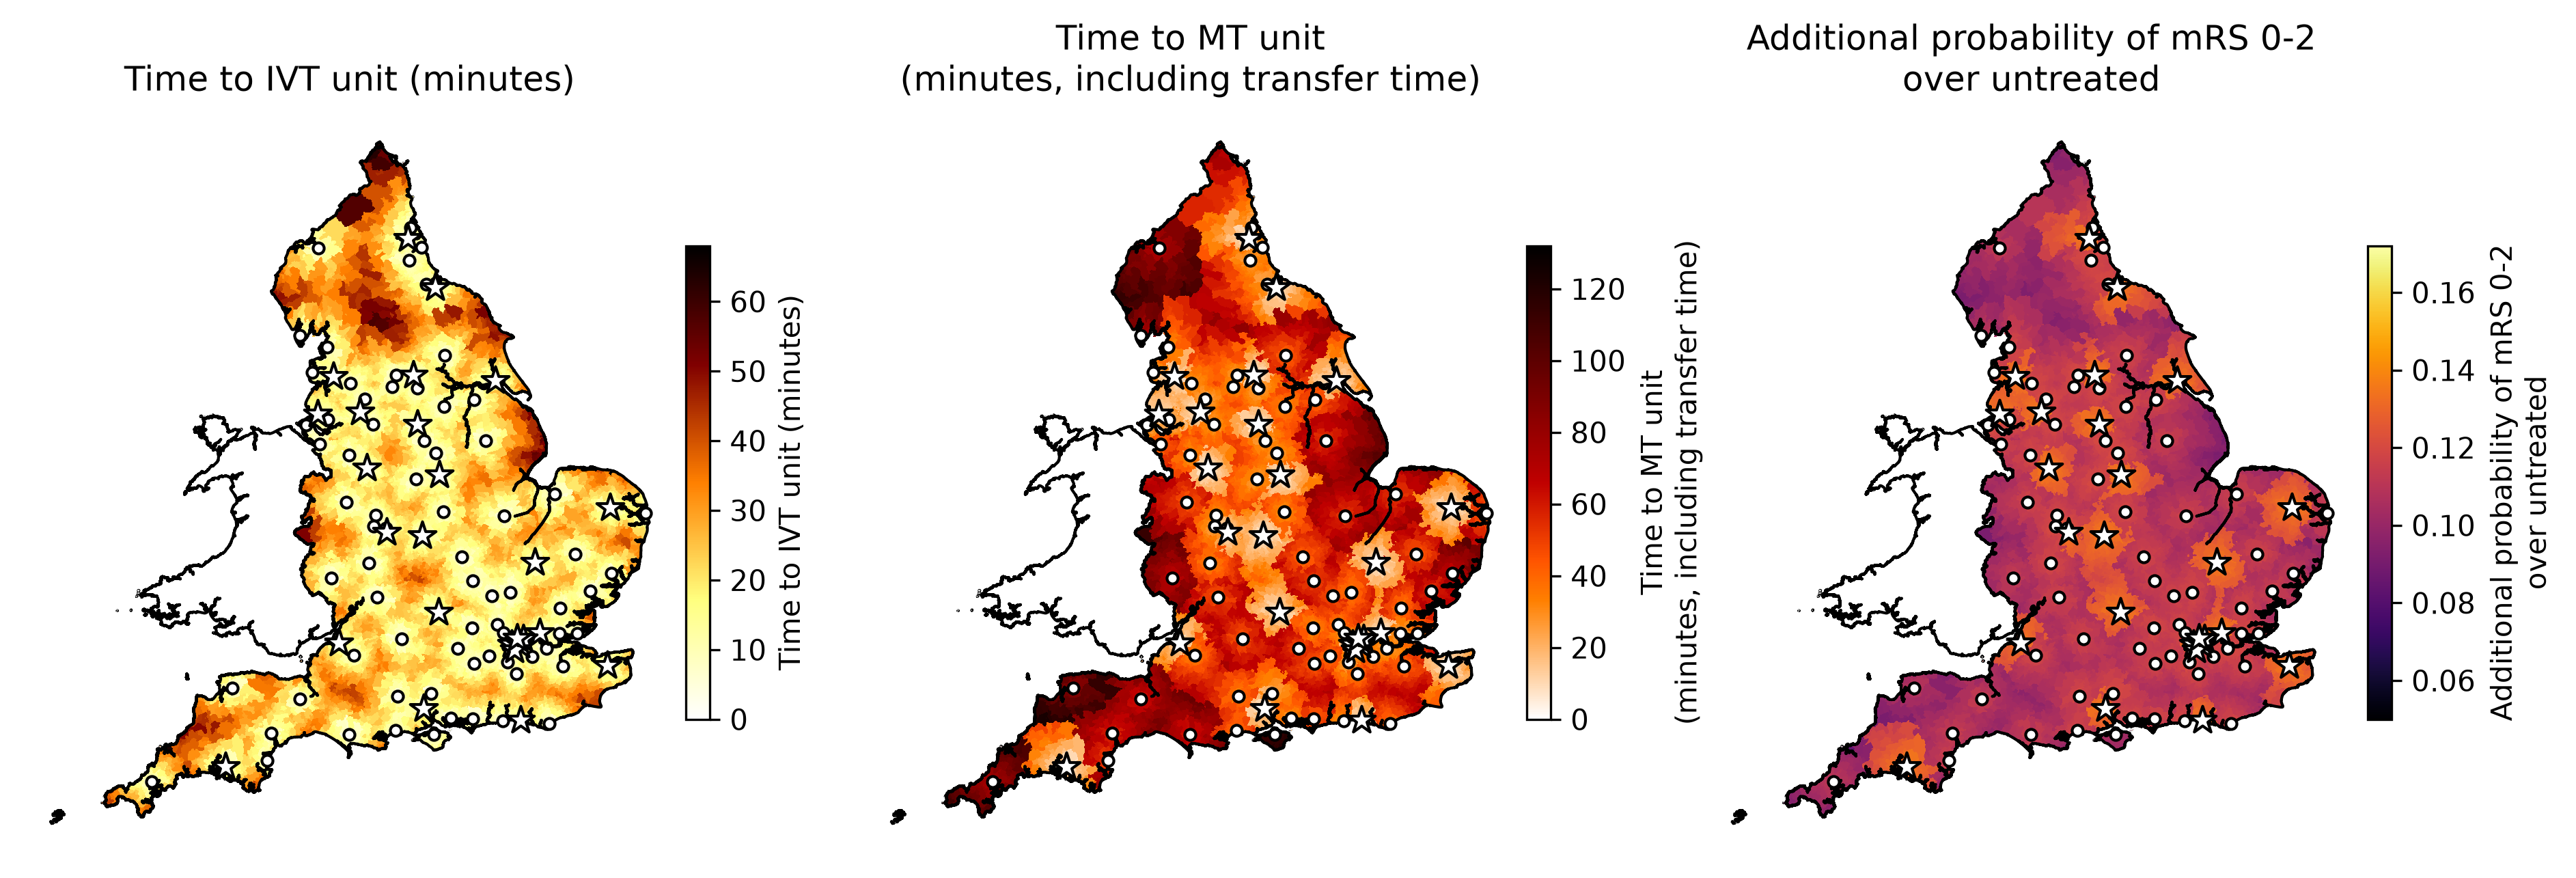 Time to IVT unit (minutes)
Time to MT unit
(minutes, including transfer time)
Additional probability of mRS 0-2
over untreated
60
50
40
30
20
10
0
Time to IVT unit (minutes)
120
100
80
60
40
20
0
Time to MT unit
(minutes, including transfer time)
0.16
0.14
0.12
0.10
0.08
0.06
Additional probability of mRS 0-2
over untreated